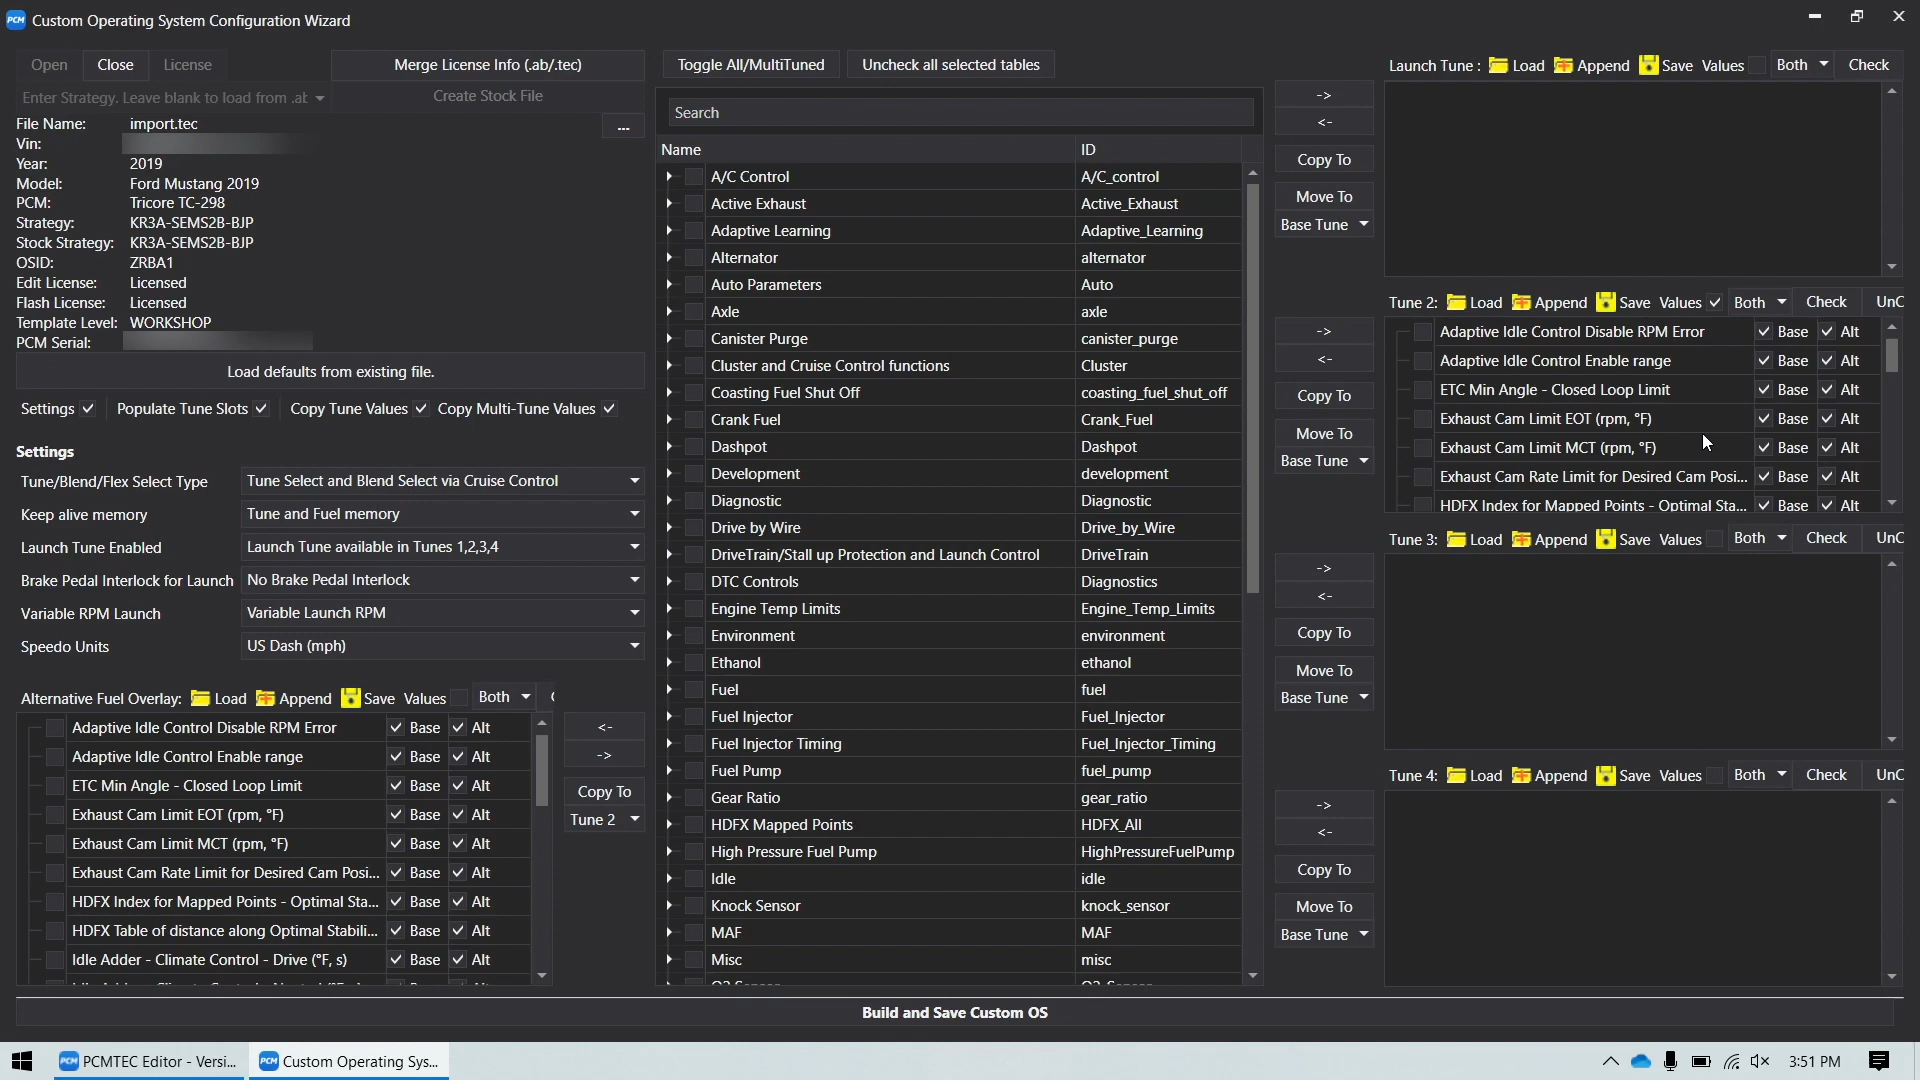 PCM Custom Operating System Configuration Wizard
Open Close License Merge License Info (.ab/.tec)
Enter Strategy. Leave blank to load from .ab Create Stock File
File Name: import.tec ...
Vin:
Year: 2019
Model: Ford Mustang 2019
PCM: Tricore TC-298
Strategy: KR3A-SEMS2B-BJP
Stock Strategy: KR3A-SEMS2B-BJP
OSID: ZRBA1
Edit License: Licensed
Flash License: Licensed
Template Level: WORKSHOP
PCM Serial:
Load defaults from existing file.
Settings Populate Tune Slots Copy Tune Values Copy Multi-Tune Values
Settings
Tune/Blend/Flex Select Type Tune Select and Blend Select via Cruise Control
Keep alive memory Tune and Fuel memory
Launch Tune Enabled Launch Tune available in Tunes 1,2,3,4
Brake Pedal Interlock for Launch No Brake Pedal Interlock
Variable RPM Launch Variable Launch RPM
Speedo Units US Dash (mph)
Alternative Fuel Overlay: Load Append Save Values Both
Adaptive Idle Control Disable RPM Error Base Alt
Adaptive Idle Control Enable range Base Alt
ETC Min Angle - Closed Loop Limit Base Alt
Exhaust Cam Limit EOT (rpm, °F) Base Alt
Exhaust Cam Limit MCT (rpm, °F) Base Alt
Exhaust Cam Rate Limit for Desired Cam Posi... Base Alt
HDFX Index for Mapped Points - Optimal Sta... Base Alt
HDFX Table of distance along Optimal Stabili... Base Alt
Idle Adder - Climate Control - Drive (°F, s) Base Alt
<-
->
Copy To
Tune 2
Toggle All/MultiTuned Uncheck all selected tables
Search
Name ID
A/C Control A/C_control
Active Exhaust Active_Exhaust
Adaptive Learning Adaptive_Learning
Alternator alternator
Auto Parameters Auto
Axle axle
Canister Purge canister_purge
Cluster and Cruise Control functions Cluster
Coasting Fuel Shut Off coasting_fuel_shut_off
Crank Fuel Crank_Fuel
Dashpot Dashpot
Development development
Diagnostic Diagnostic
Drive by Wire Drive_by_Wire
DriveTrain/Stall up Protection and Launch Control DriveTrain
DTC Controls Diagnostics
Engine Temp Limits Engine_Temp_Limits
Environment environment
Ethanol ethanol
Fuel fuel
Fuel Injector Fuel_Injector
Fuel Injector Timing Fuel_Injector_Timing
Fuel Pump fuel_pump
Gear Ratio gear_ratio
HDFX Mapped Points HDFX_All
High Pressure Fuel Pump HighPressureFuelPump
Idle idle
Knock Sensor knock_sensor
MAF MAF
Misc misc
->
<-
Copy To
Move To
Base Tune
->
<-
Copy To
Move To
Base Tune
->
<-
Copy To
Move To
Base Tune
->
<-
Copy To
Move To
Base Tune
Launch Tune : Load Append Save Values Both Check
Tune 2: Load Append Save Values Both Check UnC
Adaptive Idle Control Disable RPM Error Base Alt
Adaptive Idle Control Enable range Base Alt
ETC Min Angle - Closed Loop Limit Base Alt
Exhaust Cam Limit EOT (rpm, °F) Base Alt
Exhaust Cam Limit MCT (rpm, °F) Base Alt
Exhaust Cam Rate Limit for Desired Cam Posi... Base Alt
HDFX Index for Mapped Points - Optimal Sta... Base Alt
Tune 3: Load Append Save Values Both Check UnC
Tune 4: Load Append Save Values Both Check UnC
Build and Save Custom OS
PCM PCMTEC Editor - Versi... PCM Custom Operating Sys... 3:51 PM